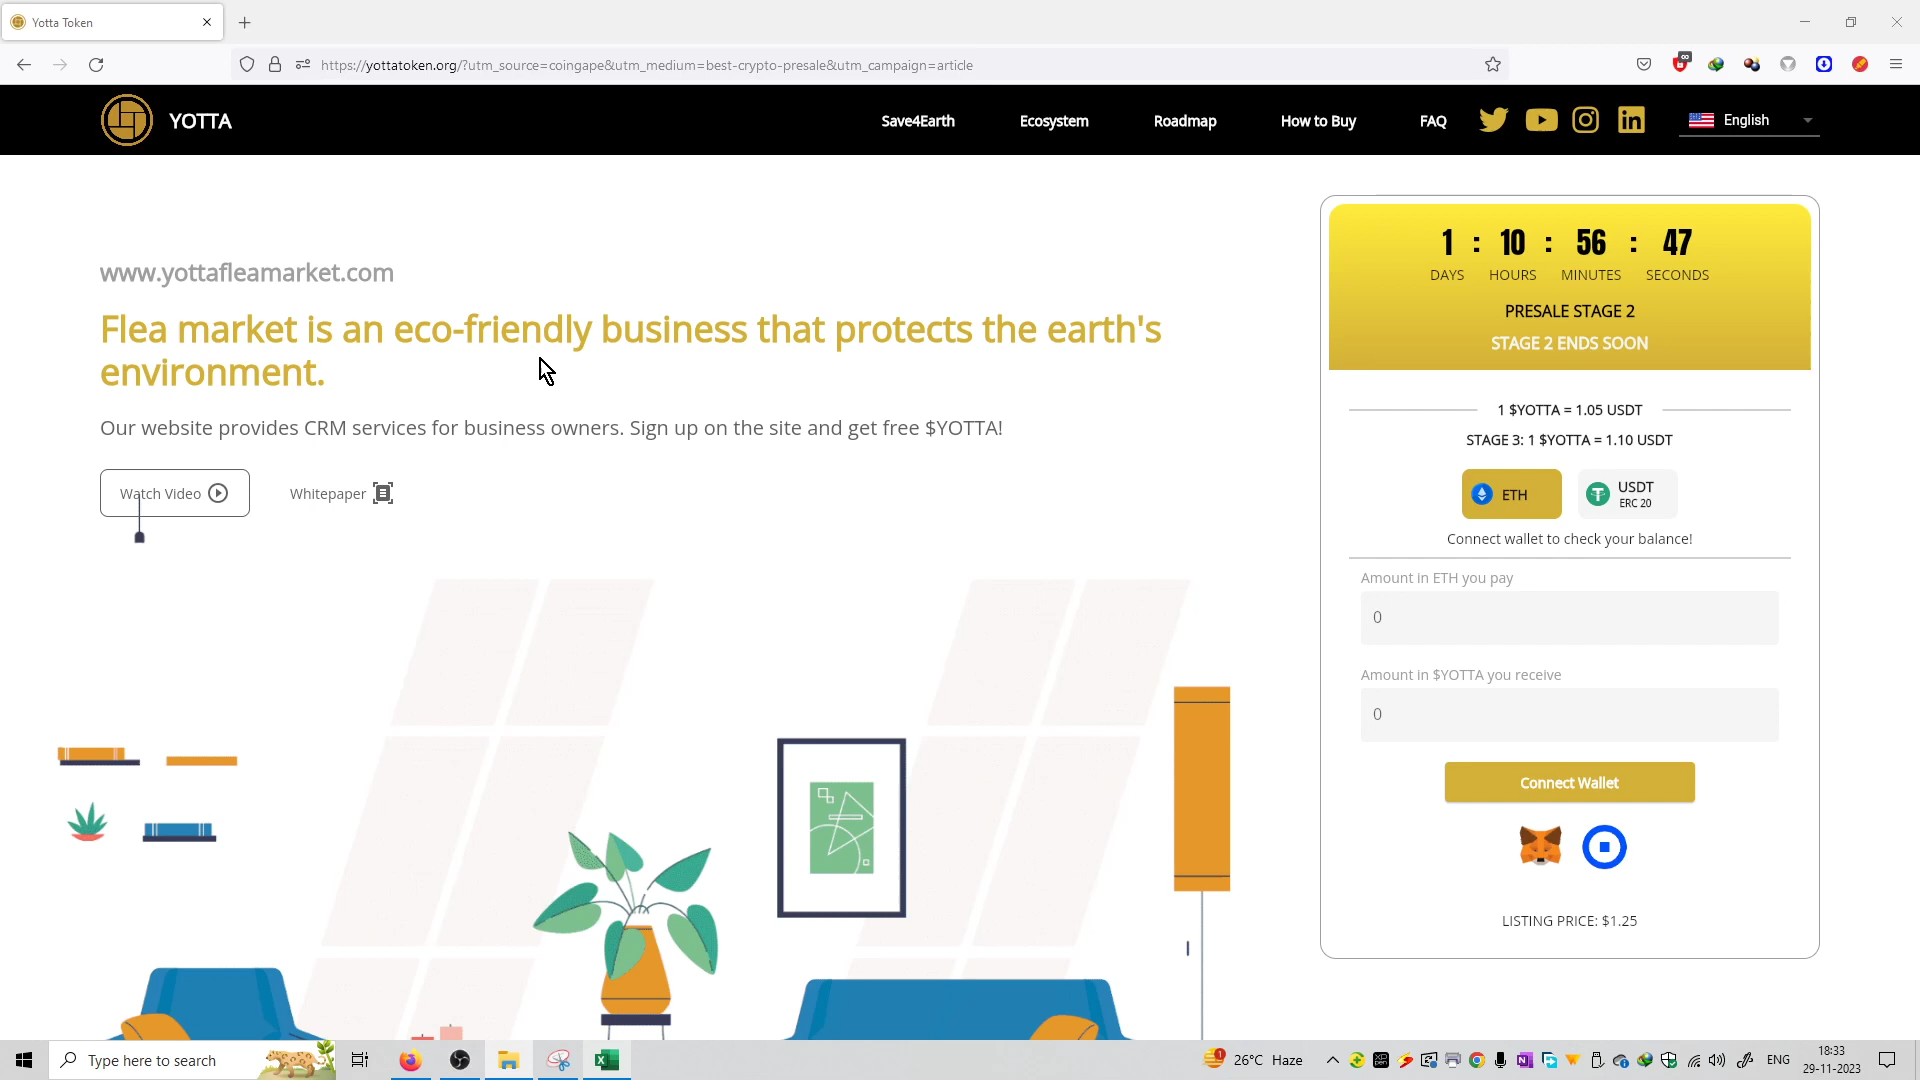 Yotta Token
https://yottatoken.org/?utm_source=coingape&utm_medium=best-crypto-presale&utm_campaign=article
YOTTA
Save4Earth
Ecosystem
Roadmap
How to Buy
FAQ
English
www.yottafleamarket.com
Flea market is an eco-friendly business that protects the earth's
environment.
Our website provides CRM services for business owners. Sign up on the site and get free $YOTTA!
Watch Video
Whitepaper
1 : 10 : 56 : 47
DAYS HOURS MINUTES SECONDS
PRESALE STAGE 2
STAGE 2 ENDS SOON
1 $YOTTA = 1.05 USDT
STAGE 3: 1 $YOTTA = 1.10 USDT
ETH
USDT
ERC 20
Connect wallet to check your balance!
Amount in ETH you pay
0
Amount in $YOTTA you receive
0
Connect Wallet
LISTING PRICE: $1.25
Type here to search
26°C Haze
ENG
18:33
29-11-2023